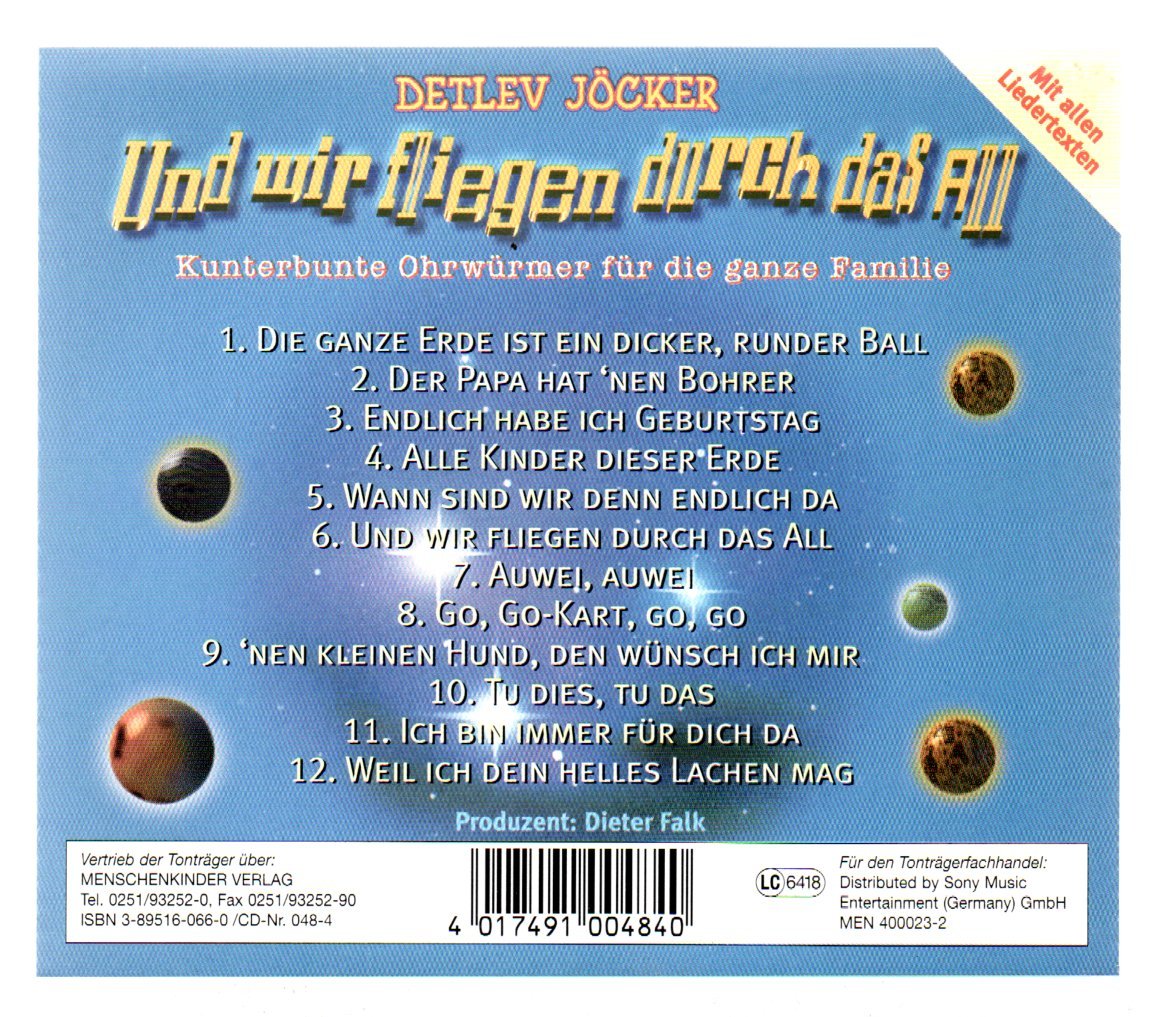 DETLEV JÖCKER
Mit allen
Liedertexten
Und wir fliegen durch das All
Kunterbunte Ohrwürmer für die ganze Familie
1. DIE GANZE ERDE IST EIN DICKER, RUNDER BALL
2. DER PAPA HAT ‘NEN BOHRER
3. ENDLICH HABE ICH GEBURTSTAG
4. ALLE KINDER DIESER ERDE
5. WANN SIND WIR DENN ENDLICH DA
6. UND WIR FLIEGEN DURCH DAS ALL
7. AUWEI, AUWEI
8. GO, GO-KART, GO, GO
9. ‘NEN KLEINEN HUND, DEN WÜNSCH ICH MIR
10. TU DIES, TU DAS
11. ICH BIN IMMER FÜR DICH DA
12. WEIL ICH DEIN HELLES LACHEN MAG
Produzent: Dieter Falk
Vertrieb der Tonträger über:
MENSCHENKINDER VERLAG
Tel. 0251/93252-0, Fax 0251/93252-90
ISBN 3-89516-066-0 /CD-Nr. 048-4
4 017491 004840
LC 6418
Für den Tonträgerfachhandel:
Distributed by Sony Music
Entertainment (Germany) GmbH
MEN 400023-2